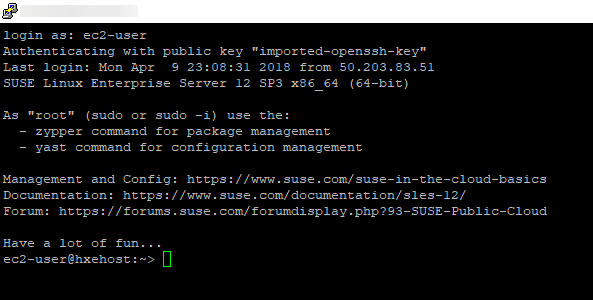 login as: ec2-user
Authenticating with public key "imported-openssh-key"
Last login: Mon Apr  9 23:08:31 2018 from 50.203.83.51
SUSE Linux Enterprise Server 12 SP3 x86_64 (64-bit)

As "root" (sudo or sudo -i) use the:
  - zypper command for package management
  - yast command for configuration management

Management and Config: https://www.suse.com/suse-in-the-cloud-basics
Documentation: https://www.suse.com/documentation/sles-12/
Forum: https://forums.suse.com/forumdisplay.php?93-SUSE-Public-Cloud

Have a lot of fun...
ec2-user@hxehost:~>